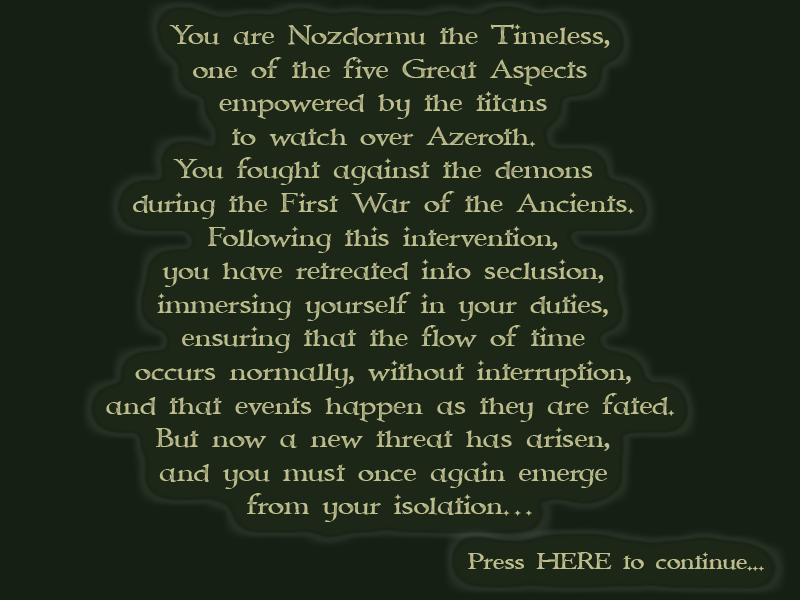 You are Nozdormu the Timeless,
one of the five Great Aspects
empowered by the titans
to watch over Azeroth.
You fought against the demons
during the First War of the Ancients.
Following this intervention,
you have retreated into seclusion,
immersing yourself in your duties,
ensuring that the flow of time
occurs normally, without interruption,
and that events happen as they are fated.
But now a new threat has arisen,
and you must once again emerge
from your isolation...
Press HERE to continue...